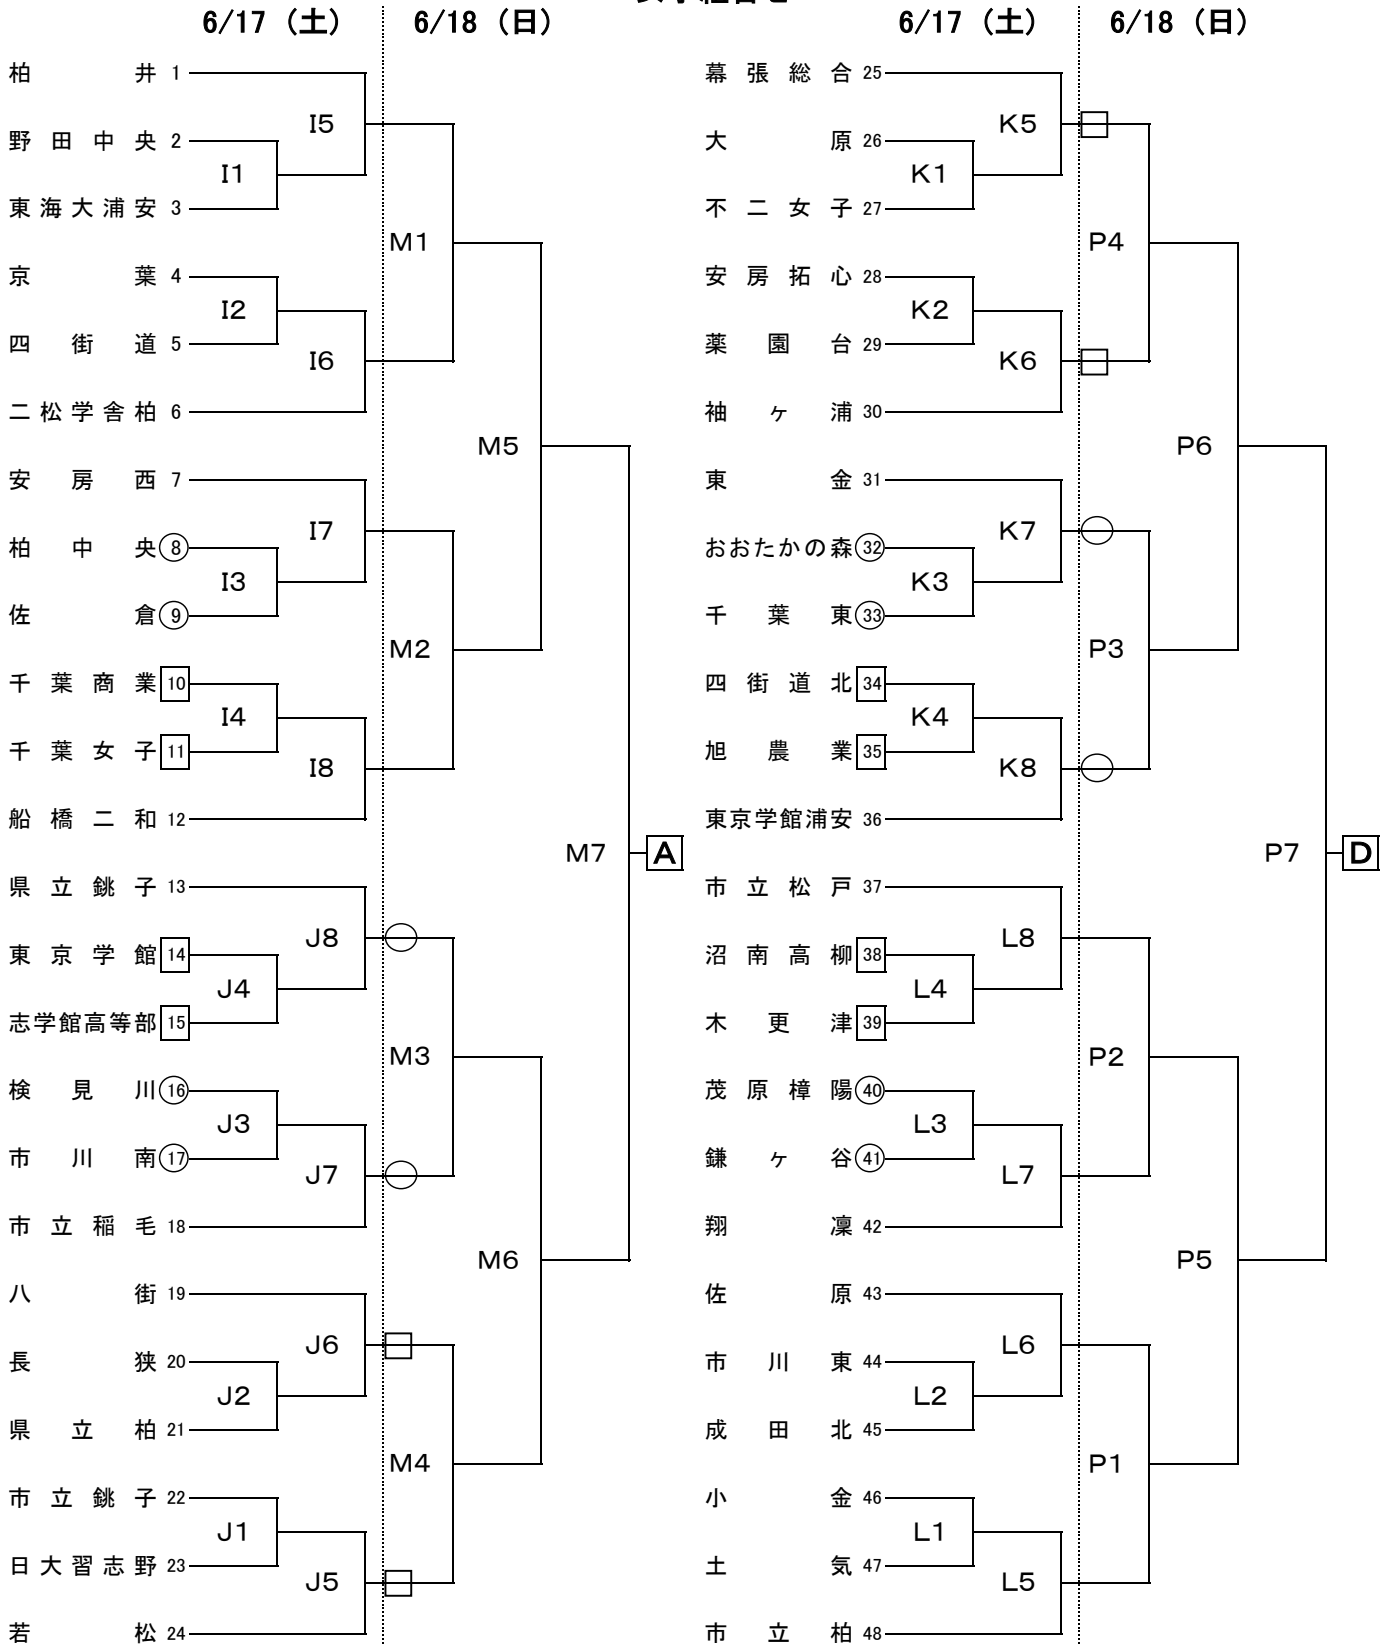 6/17（土） 6/18（日） 6/17（土） 6/18（日）
柏井 1
I5
野田中央 2
I1
東海大浦安 3
M1
京葉 4
I2
四街道 5
I6
二松学舎柏 6
M5
安房西 7
I7
柏中央 8
I3
佐倉 9
M2
千葉商業 10
I4
千葉女子 11
I8
船橋二和 12
M7 A
県立銚子 13
J8
東京学館 14
J4
志学館高等部 15
M3
検見川 16
J3
市川南 17
J7
市立稲毛 18
M6
八街 19
J6
長狭 20
J2
県立柏 21
M4
市立銚子 22
J1
日大習志野 23
J5
若松 24
幕張総合 25
K5
大原 26
K1
不二女子 27
P4
安房拓心 28
K2
薬園台 29
K6
袖ヶ浦 30
P6
東金 31
K7
おおたかの森 32
K3
千葉東 33
P3
四街道北 34
K4
旭農業 35
K8
東京学館浦安 36
P7 D
市立松戸 37
L8
沼南高柳 38
L4
木更津 39
P2
茂原樟陽 40
L3
鎌ヶ谷 41
L7
翔凜 42
P5
佐原 43
L6
市川東 44
L2
成田北 45
P1
小金 46
L1
土気 47
L5
市立柏 48